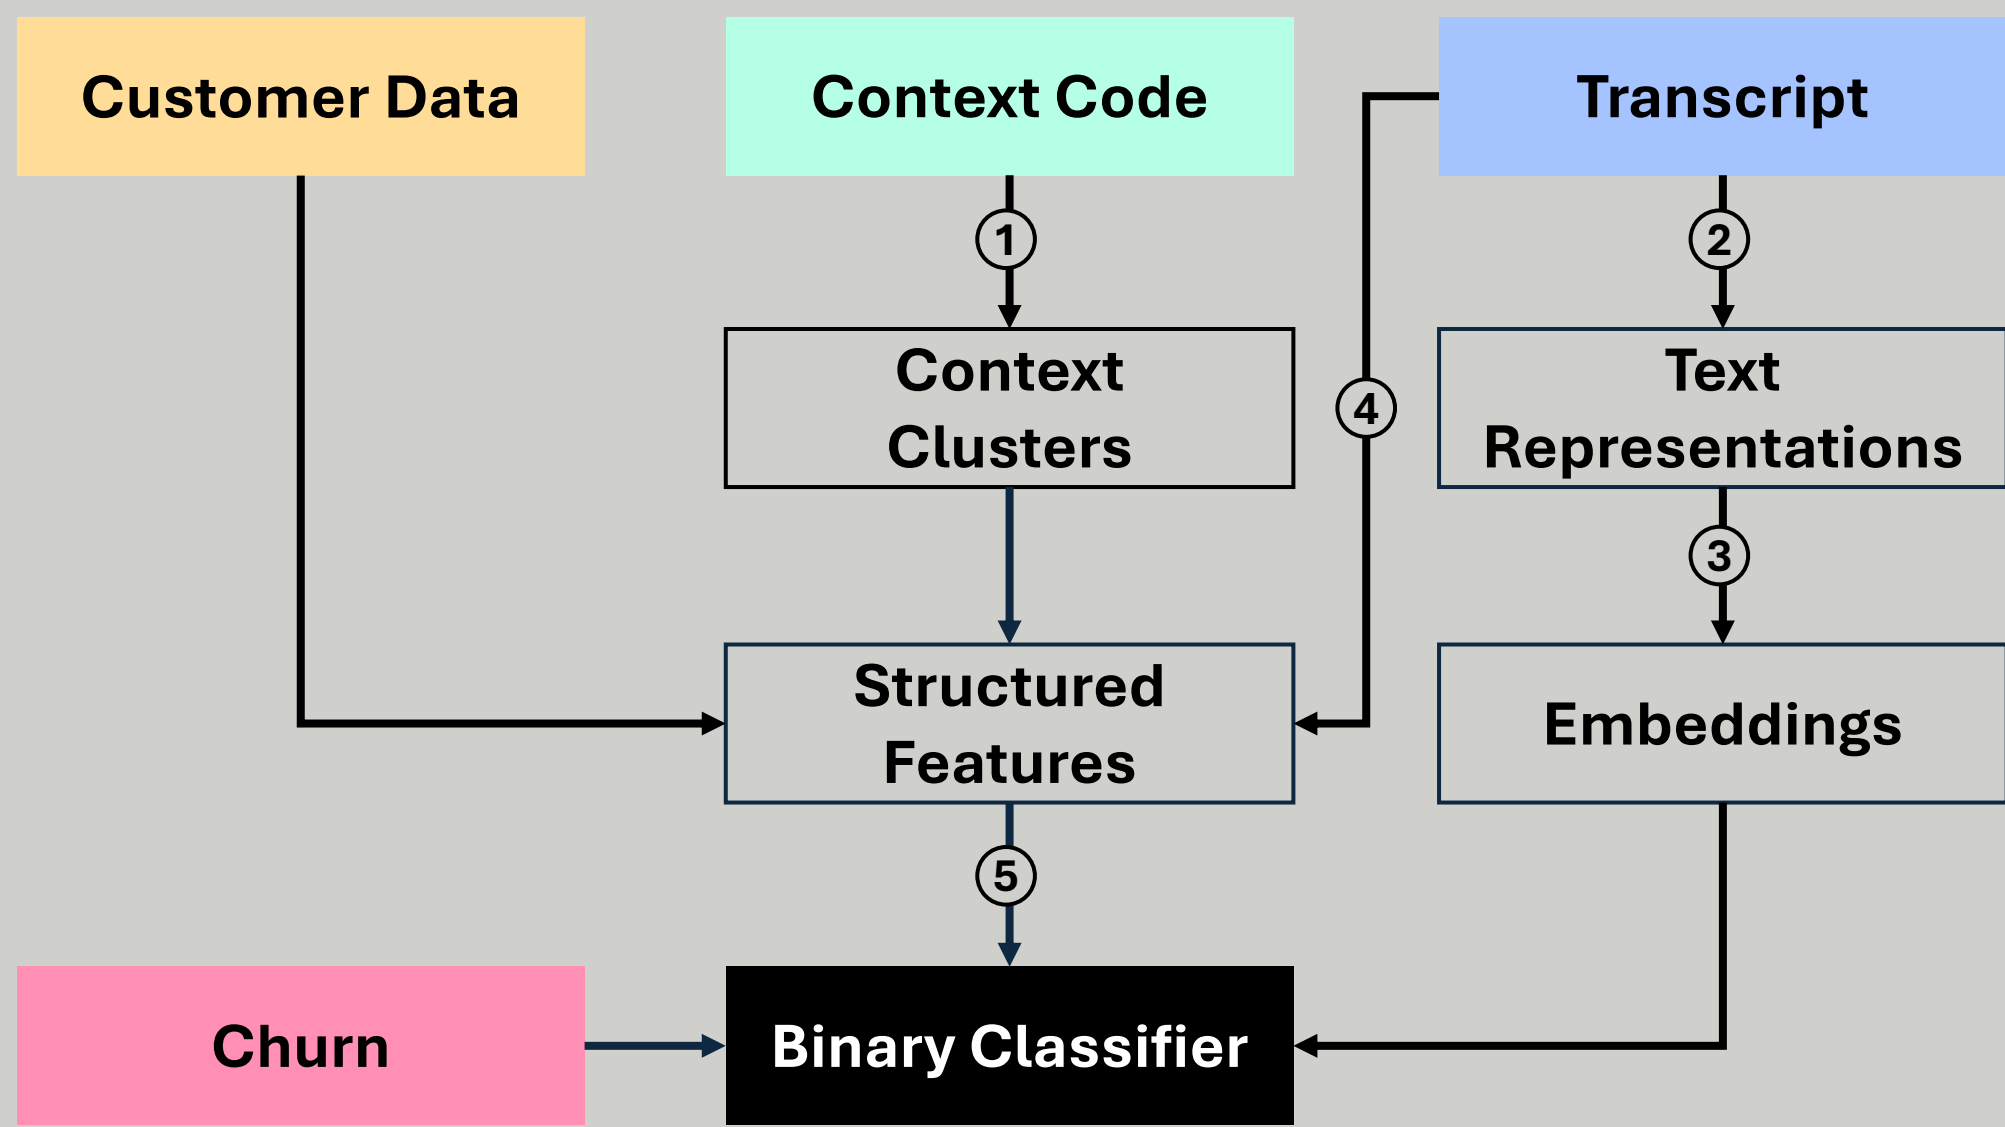 Customer Data
Context Code
Transcript
1
2
Context
Clusters
4
Text
Representations
3
Structured
Features
Embeddings
5
Churn
Binary Classifier